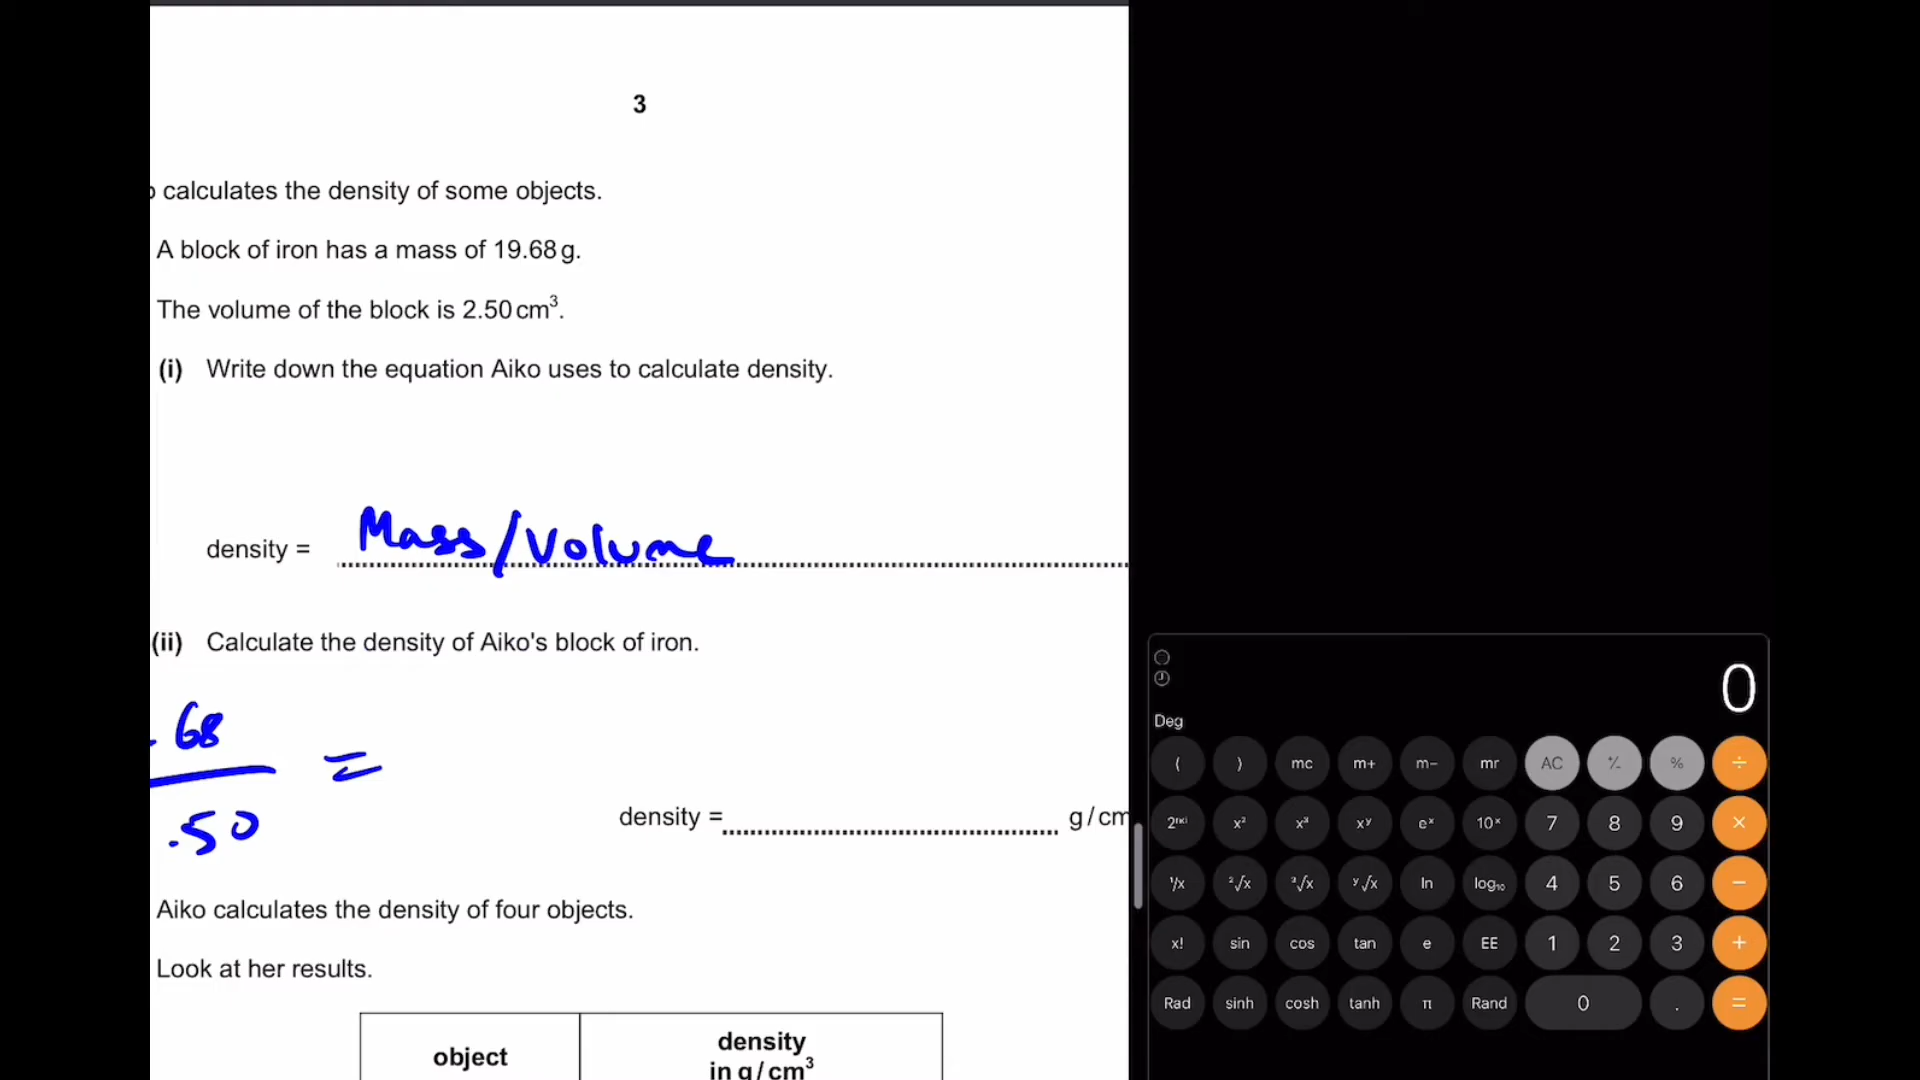 3
calculates the density of some objects.
A block of iron has a mass of 19.68 g.
The volume of the block is 2.50 cm³.
(i) Write down the equation Aiko uses to calculate density.
density = Mass/Volume
(ii) Calculate the density of Aiko's block of iron.
.68
.50
=
density = g/cm
Aiko calculates the density of four objects.
Look at her results.
object
density
in g/cm³
0
Deg
( ) mc m+ m− mr AC +/− % ÷
x² x³ xʸ eˣ 10ˣ 7 8 9 ×
1/x ²√x ³√x ʸ√x ln log₁₀ 4 5 6 −
x! sin cos tan e EE 1 2 3 +
Rad sinh cosh tanh π Rand 0 . =